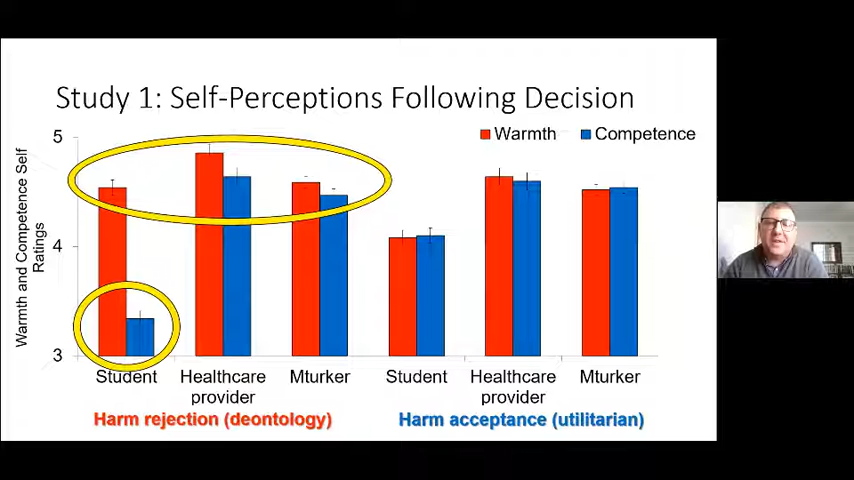 Study 1: Self-Perceptions Following Decision
Warmth Competence
Warmth and Competence Self
Ratings
5
4
3
Student Healthcare Mturker Student Healthcare Mturker
provider provider
Harm rejection (deontology) Harm acceptance (utilitarian)